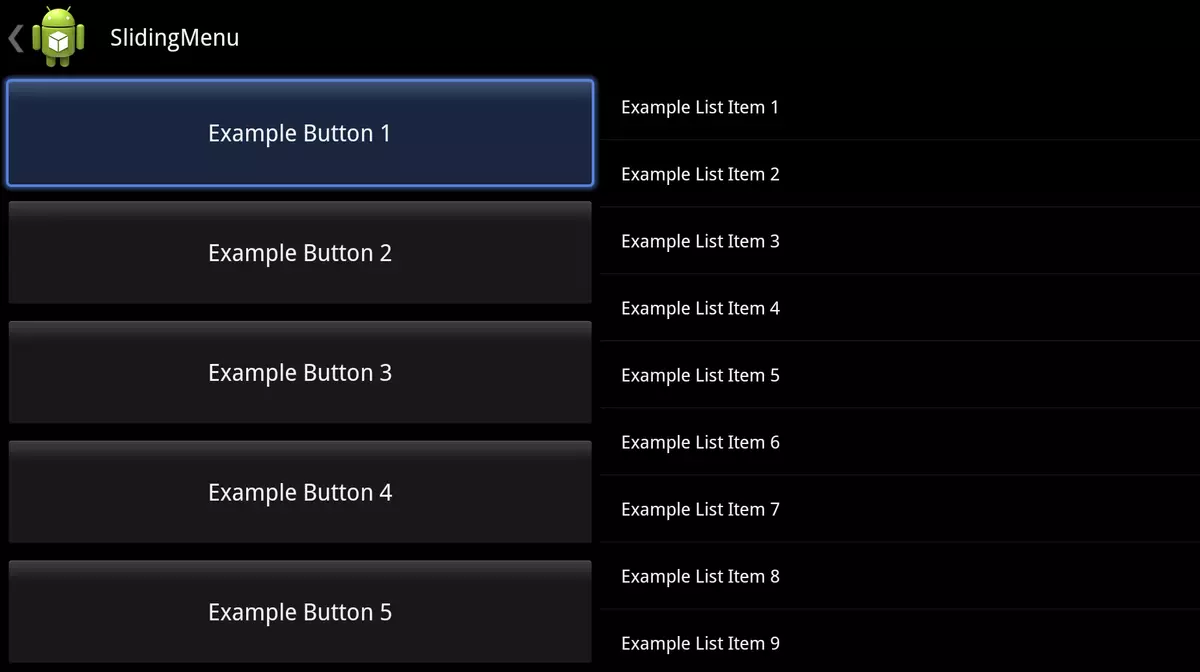 SlidingMenu
Example Button 1
Example Button 2
Example Button 3
Example Button 4
Example Button 5
Example List Item 1
Example List Item 2
Example List Item 3
Example List Item 4
Example List Item 5
Example List Item 6
Example List Item 7
Example List Item 8
Example List Item 9